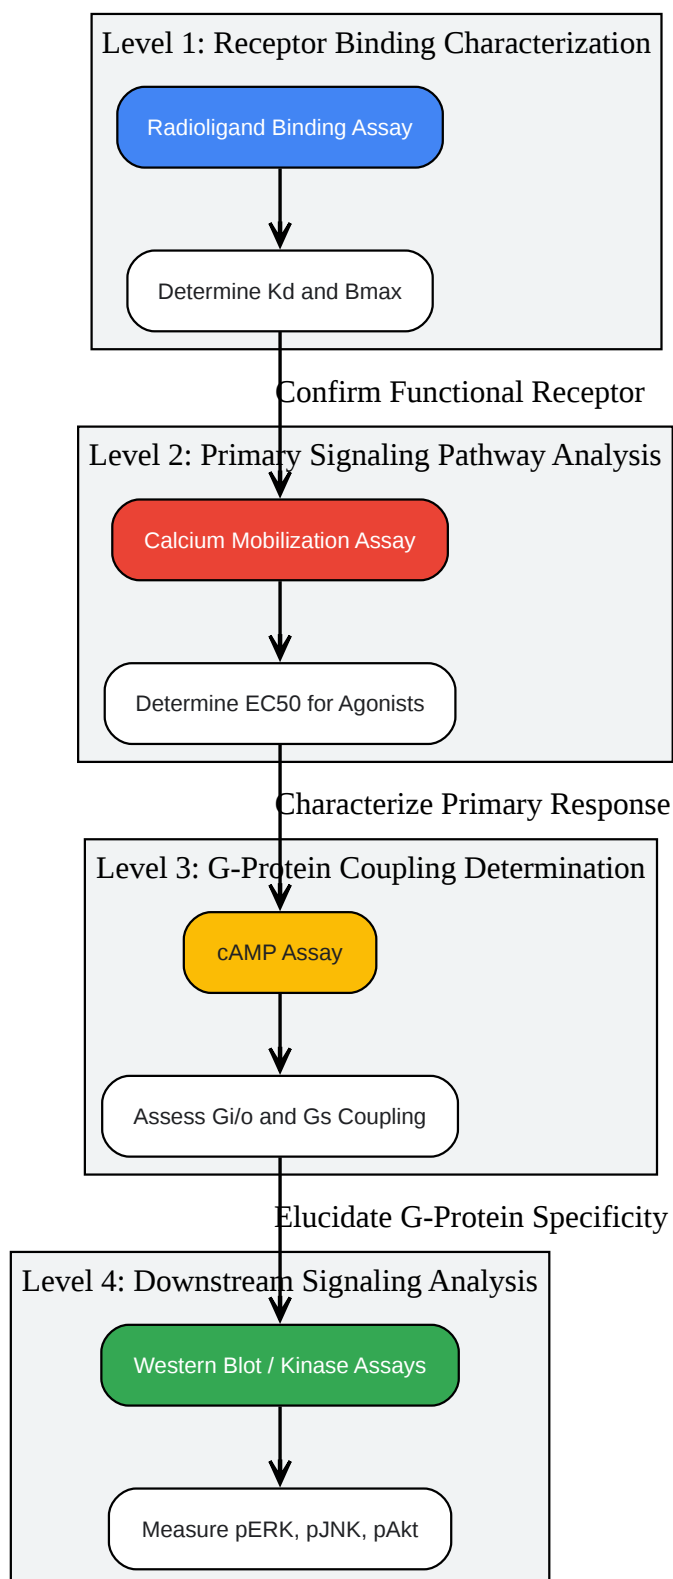 Level 1: Receptor Binding Characterization
Radioligand Binding Assay
Determine Kd and Bmax
Confirm Functional Receptor
Level 2: Primary Signaling Pathway Analysis
Calcium Mobilization Assay
Determine EC50 for Agonists
Characterize Primary Response
Level 3: G-Protein Coupling Determination
cAMP Assay
Assess Gi/o and Gs Coupling
Elucidate G-Protein Specificity
Level 4: Downstream Signaling Analysis
Western Blot / Kinase Assays
Measure pERK, pJNK, pAkt